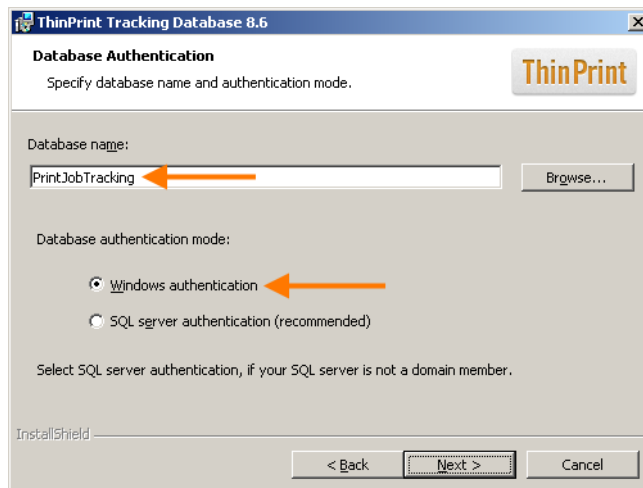 ThinPrint Tracking Database 8.6
Database Authentication
Specify database name and authentication mode.
ThinPrint
Database name:
PrintJobTracking
Browse...
Database authentication mode:
Windows authentication
SQL server authentication (recommended)
Select SQL server authentication, if your SQL server is not a domain member.
InstallShield
< Back
Next >
Cancel